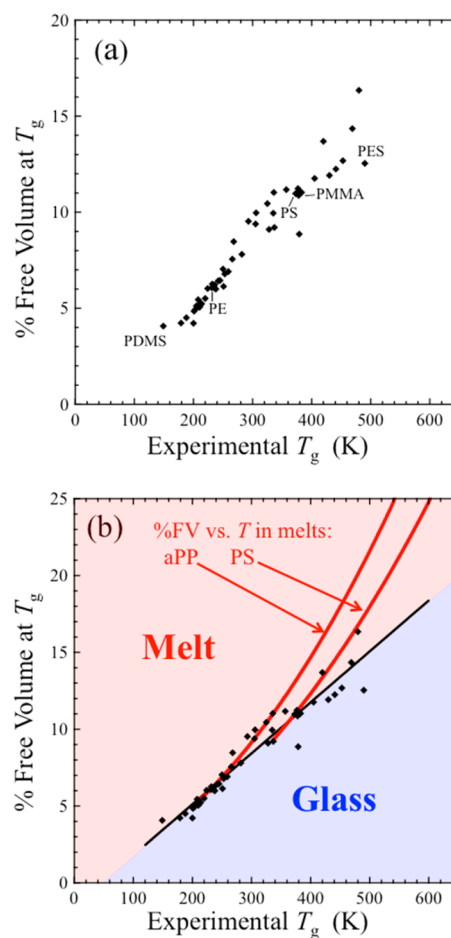 (a)
% Free Volume at Tg
20
15
10
5
0
PES
PS
PMMA
PE
PDMS
0 100 200 300 400 500 600
Experimental Tg (K)
(b)
% Free Volume at Tg
25
20
15
10
5
0
%FV vs. T in melts:
aPP PS
Melt
Glass
0 100 200 300 400 500 600
Experimental Tg (K)